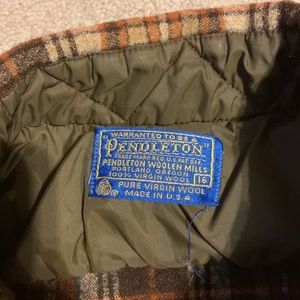 WARRANTED TO BE A
"PENDLETON"
TRADE MARK REG. U.S. PAT. OFF.
PENDLETON WOOLEN MILLS
PORTLAND, OREGON
100% VIRGIN WOOL
16
PURE VIRGIN WOOL
MADE IN U.S.A.